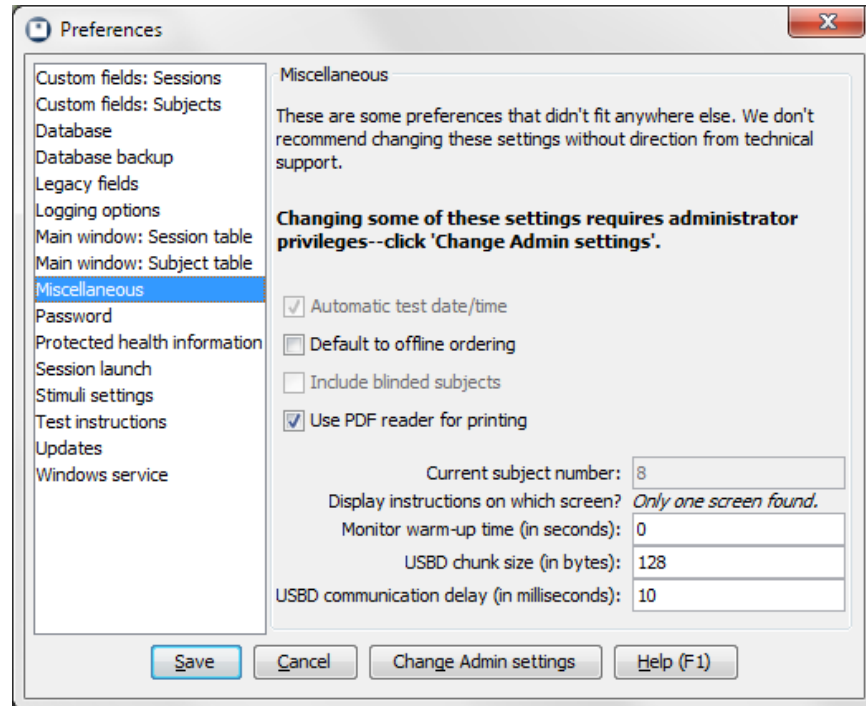 Preferences
Custom fields: Sessions
Custom fields: Subjects
Database
Database backup
Legacy fields
Logging options
Main window: Session table
Main window: Subject table
Miscellaneous
Password
Protected health information
Session launch
Stimuli settings
Test instructions
Updates
Windows service
Miscellaneous
These are some preferences that didn't fit anywhere else. We don't
recommend changing these settings without direction from technical
support.
Changing some of these settings requires administrator
privileges--click 'Change Admin settings'.
Automatic test date/time
Default to offline ordering
Include blinded subjects
Use PDF reader for printing
Current subject number: 8
Display instructions on which screen? Only one screen found.
Monitor warm-up time (in seconds): 0
USBD chunk size (in bytes): 128
USBD communication delay (in milliseconds): 10
Save Cancel Change Admin settings Help (F1)